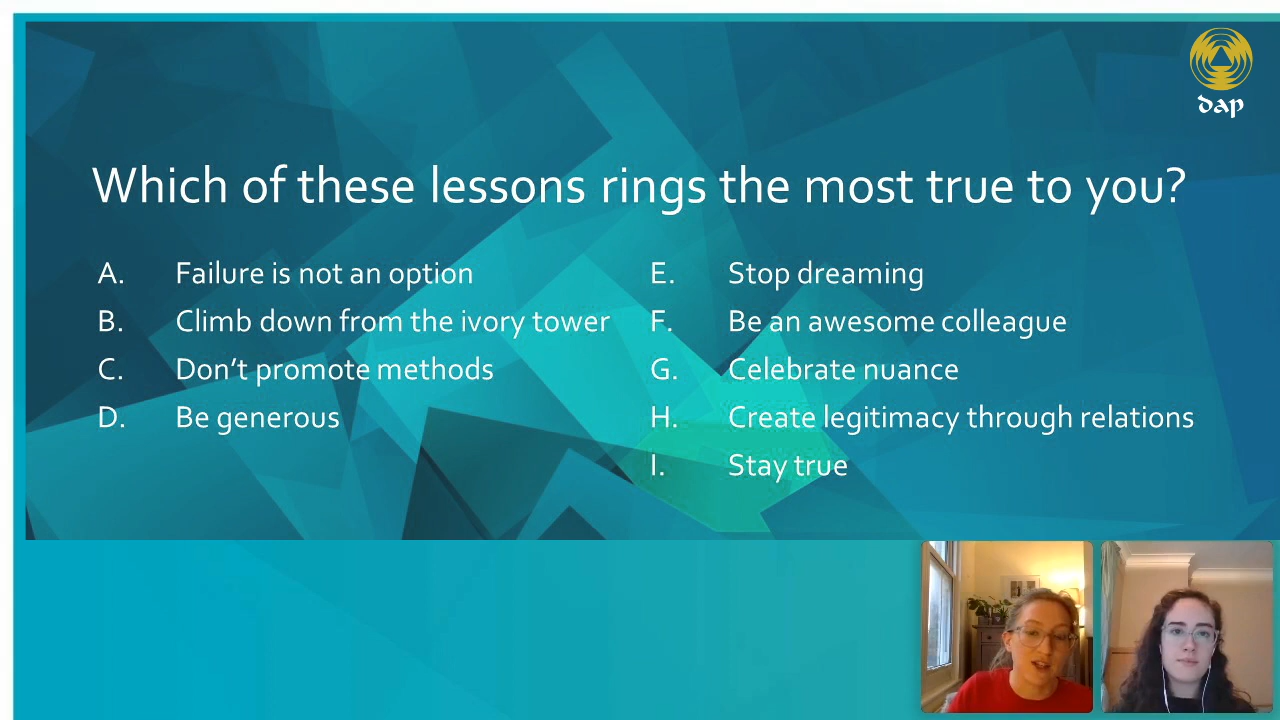 dap
Which of these lessons rings the most true to you?
A. Failure is not an option
B. Climb down from the ivory tower
C. Don’t promote methods
D. Be generous
E. Stop dreaming
F. Be an awesome colleague
G. Celebrate nuance
H. Create legitimacy through relations
I. Stay true